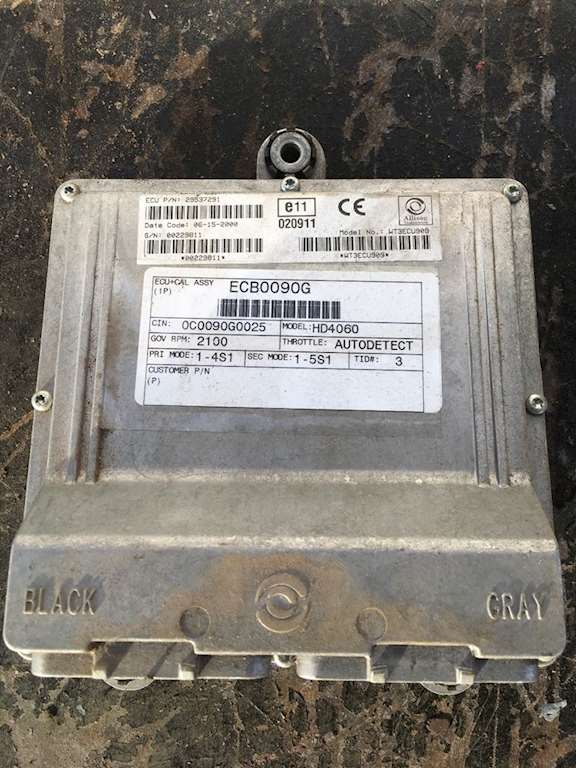 ECU P/N: 29537291
Date Code: 06-15-2000
S/N: 00229811
*00229811*
e11
020911
CE
Allison
Model No.: WT3ECU909
*WT3ECU909*
ECU+CAL ASSY
(1P)
ECB0090G
CIN: 0C0090G0025 MODEL: HD4060
GOV RPM: 2100 THROTTLE: AUTODETECT
PRI MODE: 1-4S1 SEC MODE: 1-5S1 TID#: 3
CUSTOMER P/N
(P)
BLACK
GRAY